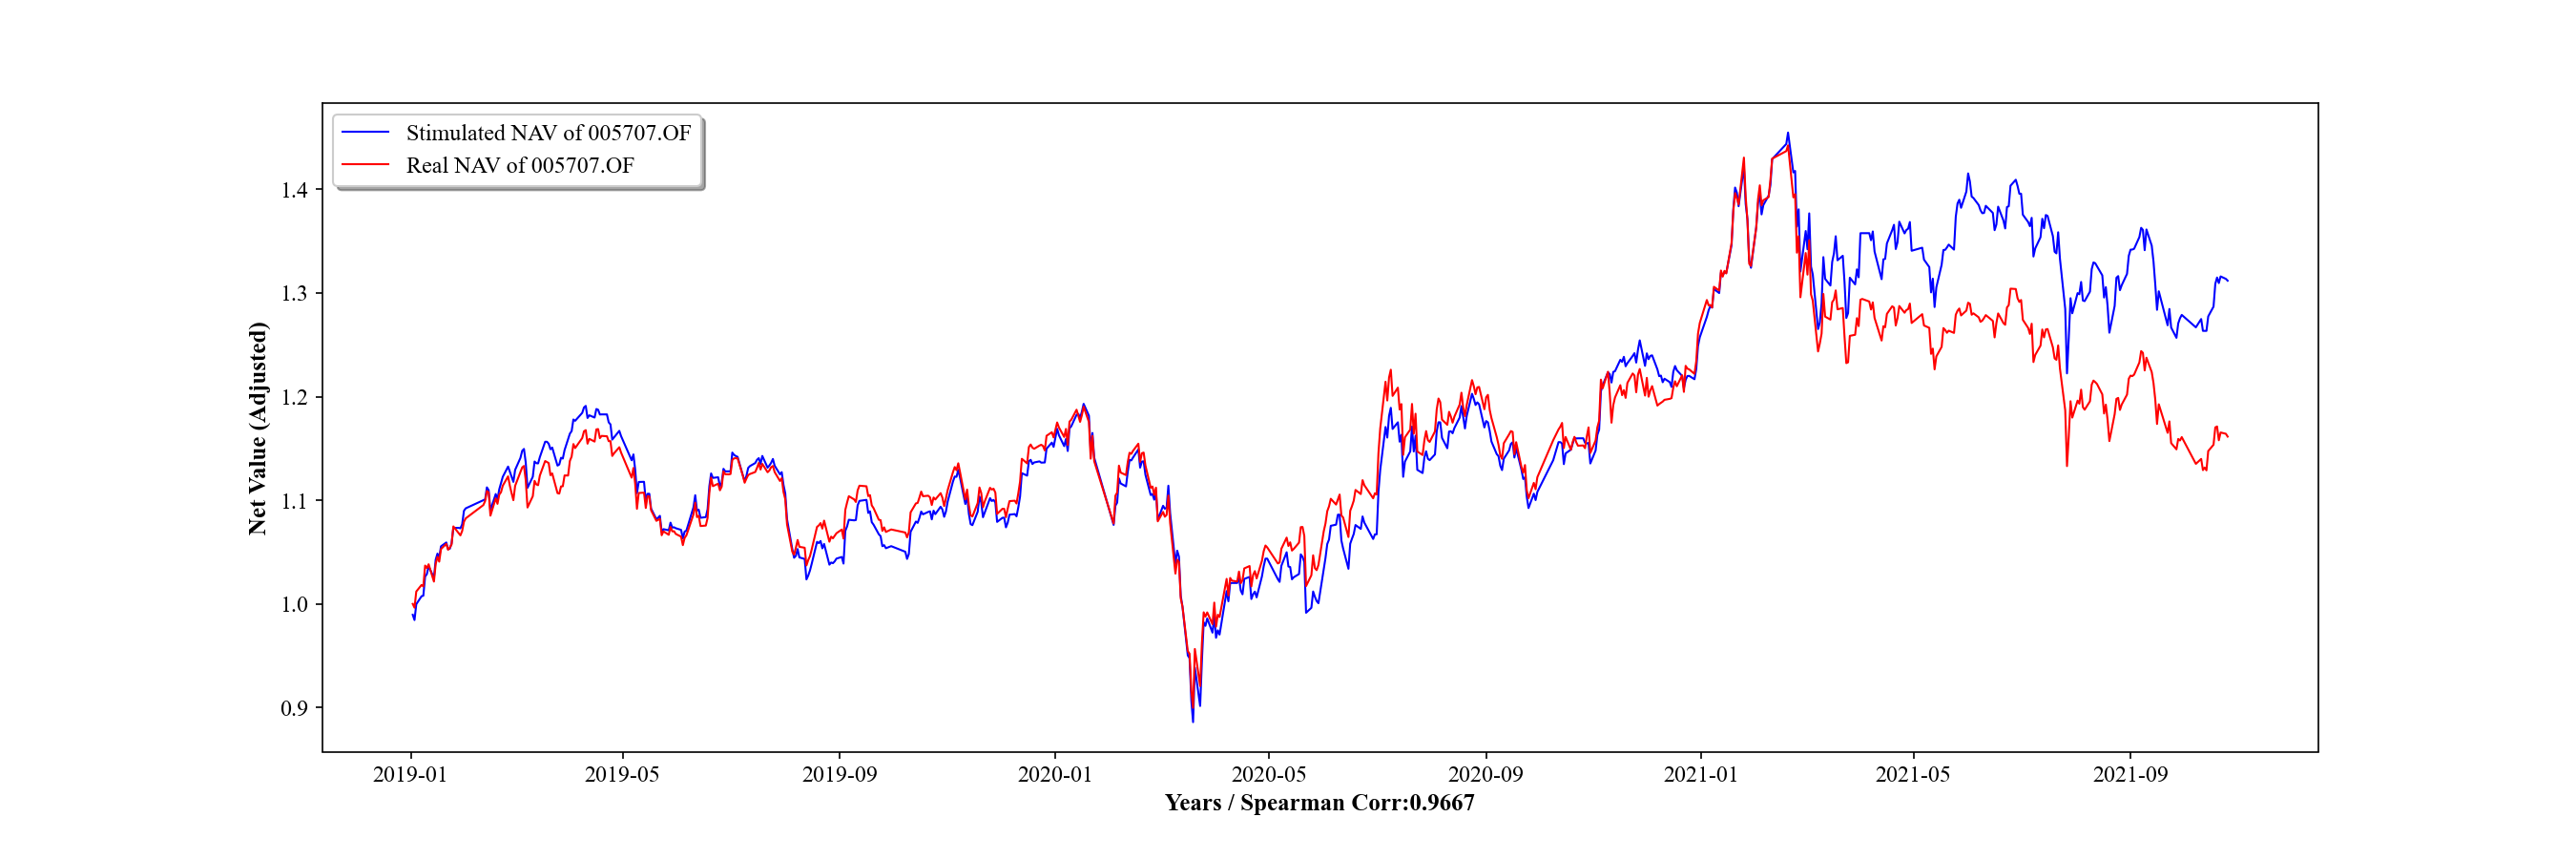 Stimulated NAV of 005707.OF
Real NAV of 005707.OF
Net Value (Adjusted)
1.4
1.3
1.2
1.1
1.0
0.9
2019-01 2019-05 2019-09 2020-01 2020-05 2020-09 2021-01 2021-05 2021-09
Years / Spearman Corr:0.9667